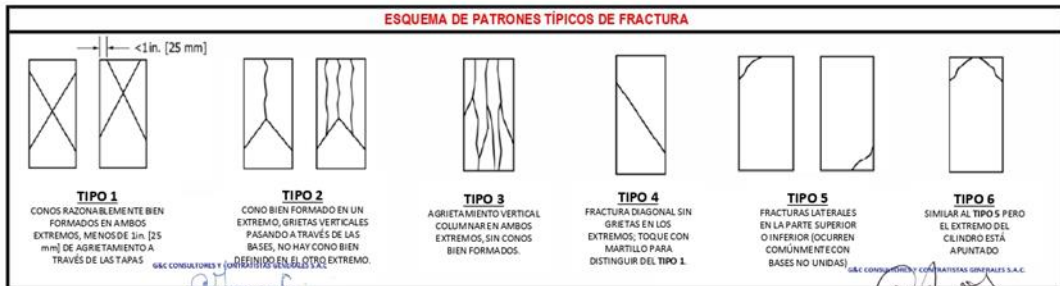 ESQUEMA DE PATRONES TÍPICOS DE FRACTURA
<1in. [25 mm]
TIPO 1
CONOS RAZONABLEMENTE BIEN
FORMADOS EN AMBOS
EXTREMOS, MENOS DE 1in. [25
mm] DE AGRIETAMIENTO A
TRAVÉS DE LAS TAPAS
TIPO 2
CONO BIEN FORMADO EN UN
EXTREMO, GRIETAS VERTICALES
PASANDO A TRAVÉS DE LAS
BASES, NO HAY CONO BIEN
DEFINIDO EN EL OTRO EXTREMO.
G&C CONSULTORES Y CONTRATISTAS GENERALES S.A.C.
TIPO 3
AGRIETAMIENTO VERTICAL
COLUMNAR EN AMBOS
EXTREMOS, SIN CONOS
BIEN FORMADOS.
TIPO 4
FRACTURA DIAGONAL SIN
GRIETAS EN LOS
EXTREMOS; TOQUE CON
MARTILLO PARA
DISTINGUIR DEL TIPO 1.
TIPO 5
FRACTURAS LATERALES
EN LA PARTE SUPERIOR
O INFERIOR (OCURREN
COMÚNMENTE CON
BASES NO UNIDAS)
TIPO 6
SIMILAR AL TIPO 5 PERO
EL EXTREMO DEL
CILINDRO ESTÁ
APUNTADO
G&C CONSULTORES Y CONTRATISTAS GENERALES S.A.C.